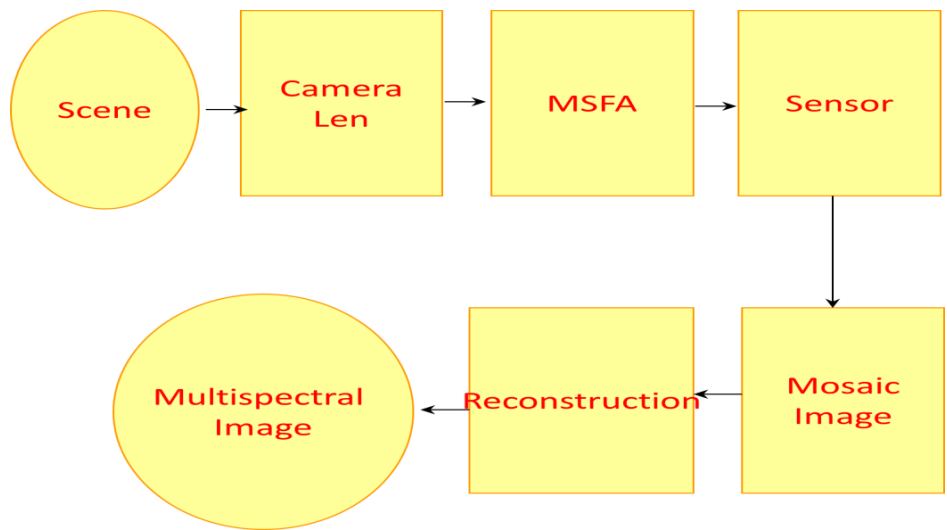 Scene
Camera
Len
MSFA
Sensor
Multispectral
Image
Reconstruction
Mosaic
Image